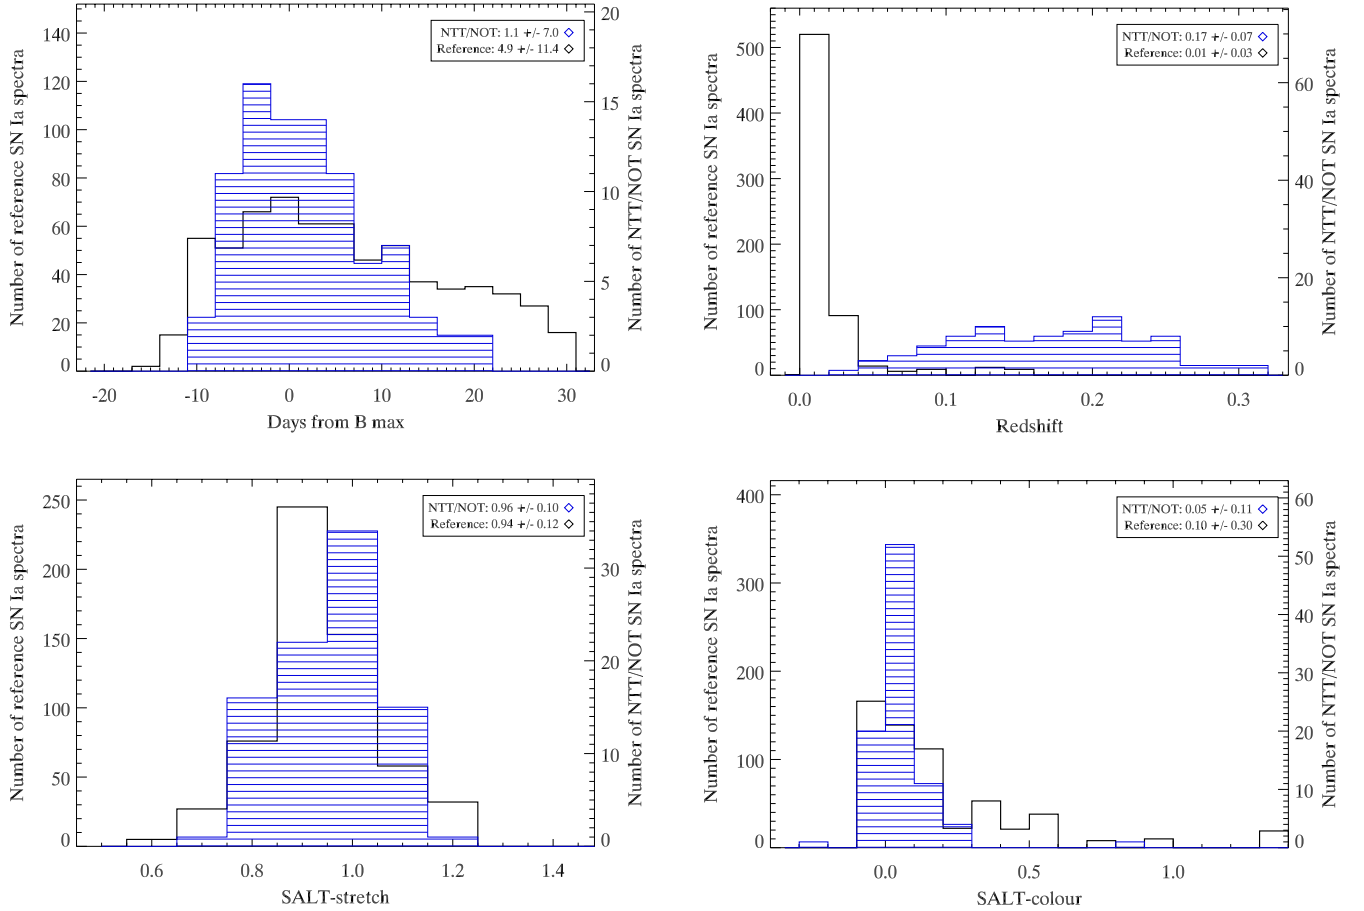 Number of reference SN Ia spectra
140
120
100
80
60
40
20
0
NTT/NOT: 1.1 +/- 7.0
Reference: 4.9 +/- 11.4
20
15
10
5
0
Number of NTT/NOT SN Ia spectra
-20 -10 0 10 20 30
Days from B max
Number of reference SN Ia spectra
500
400
300
200
100
0
NTT/NOT: 0.17 +/- 0.07
Reference: 0.01 +/- 0.03
60
40
20
0
Number of NTT/NOT SN Ia spectra
0.0 0.1 0.2 0.3
Redshift
Number of reference SN Ia spectra
250
200
150
100
50
0
NTT/NOT: 0.96 +/- 0.10
Reference: 0.94 +/- 0.12
30
20
10
0
Number of NTT/NOT SN Ia spectra
0.6 0.8 1.0 1.2 1.4
SALT-stretch
Number of reference SN Ia spectra
400
300
200
100
0
NTT/NOT: 0.05 +/- 0.11
Reference: 0.10 +/- 0.30
60
50
40
30
20
10
0
Number of NTT/NOT SN Ia spectra
0.0 0.5 1.0
SALT-colour